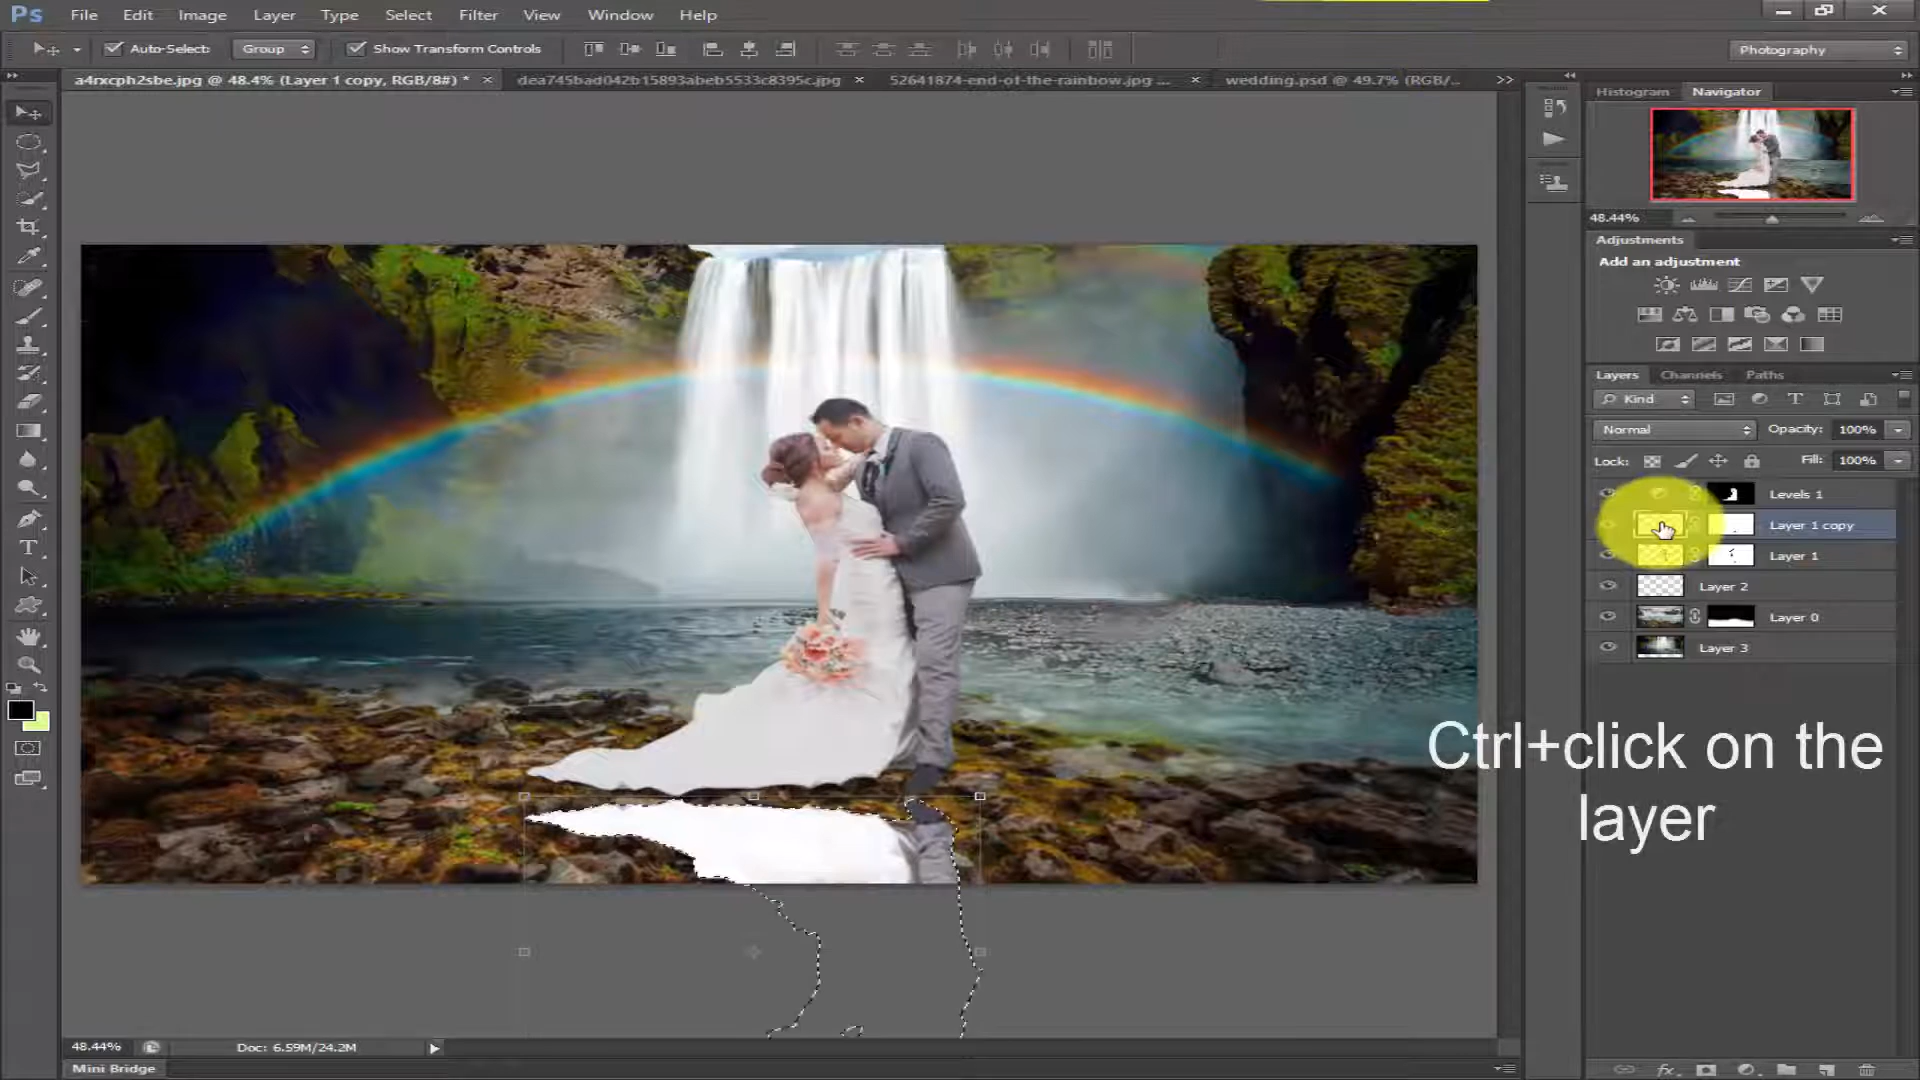 Ps File Edit Image Layer Type Select Filter View Window Help
Auto-Select: Group Show Transform Controls Photography
a4rxcph2sbe.jpg @ 48.4% (Layer 1 copy, RGB/8#) * dea745bad042b15893abeb5533c8395c.jpg 52641874-end-of-the-rainbow.jpg ... wedding.psd @ 49.7% (RGB/...
Histogram Navigator
48.44%
Adjustments
Add an adjustment
Layers Channels Paths
Kind
Normal Opacity: 100%
Lock: Fill: 100%
Levels 1
Layer 1 copy
Layer 1
Layer 2
Layer 0
Layer 3
Ctrl+click on the
layer
48.44% Doc: 6.59M/24.2M
Mini Bridge